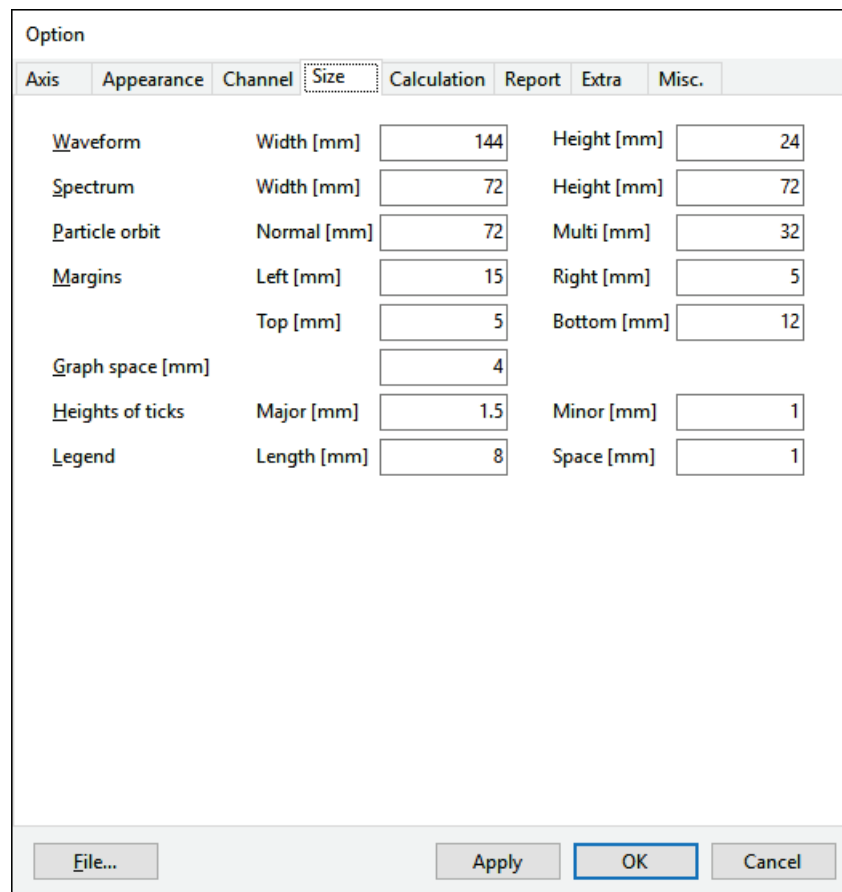 Option
Axis Appearance Channel Size Calculation Report Extra Misc.
Waveform Width [mm] 144 Height [mm] 24
Spectrum Width [mm] 72 Height [mm] 72
Particle orbit Normal [mm] 72 Multi [mm] 32
Margins Left [mm] 15 Right [mm] 5
Top [mm] 5 Bottom [mm] 12
Graph space [mm] 4
Heights of ticks Major [mm] 1.5 Minor [mm] 1
Legend Length [mm] 8 Space [mm] 1
File... Apply OK Cancel